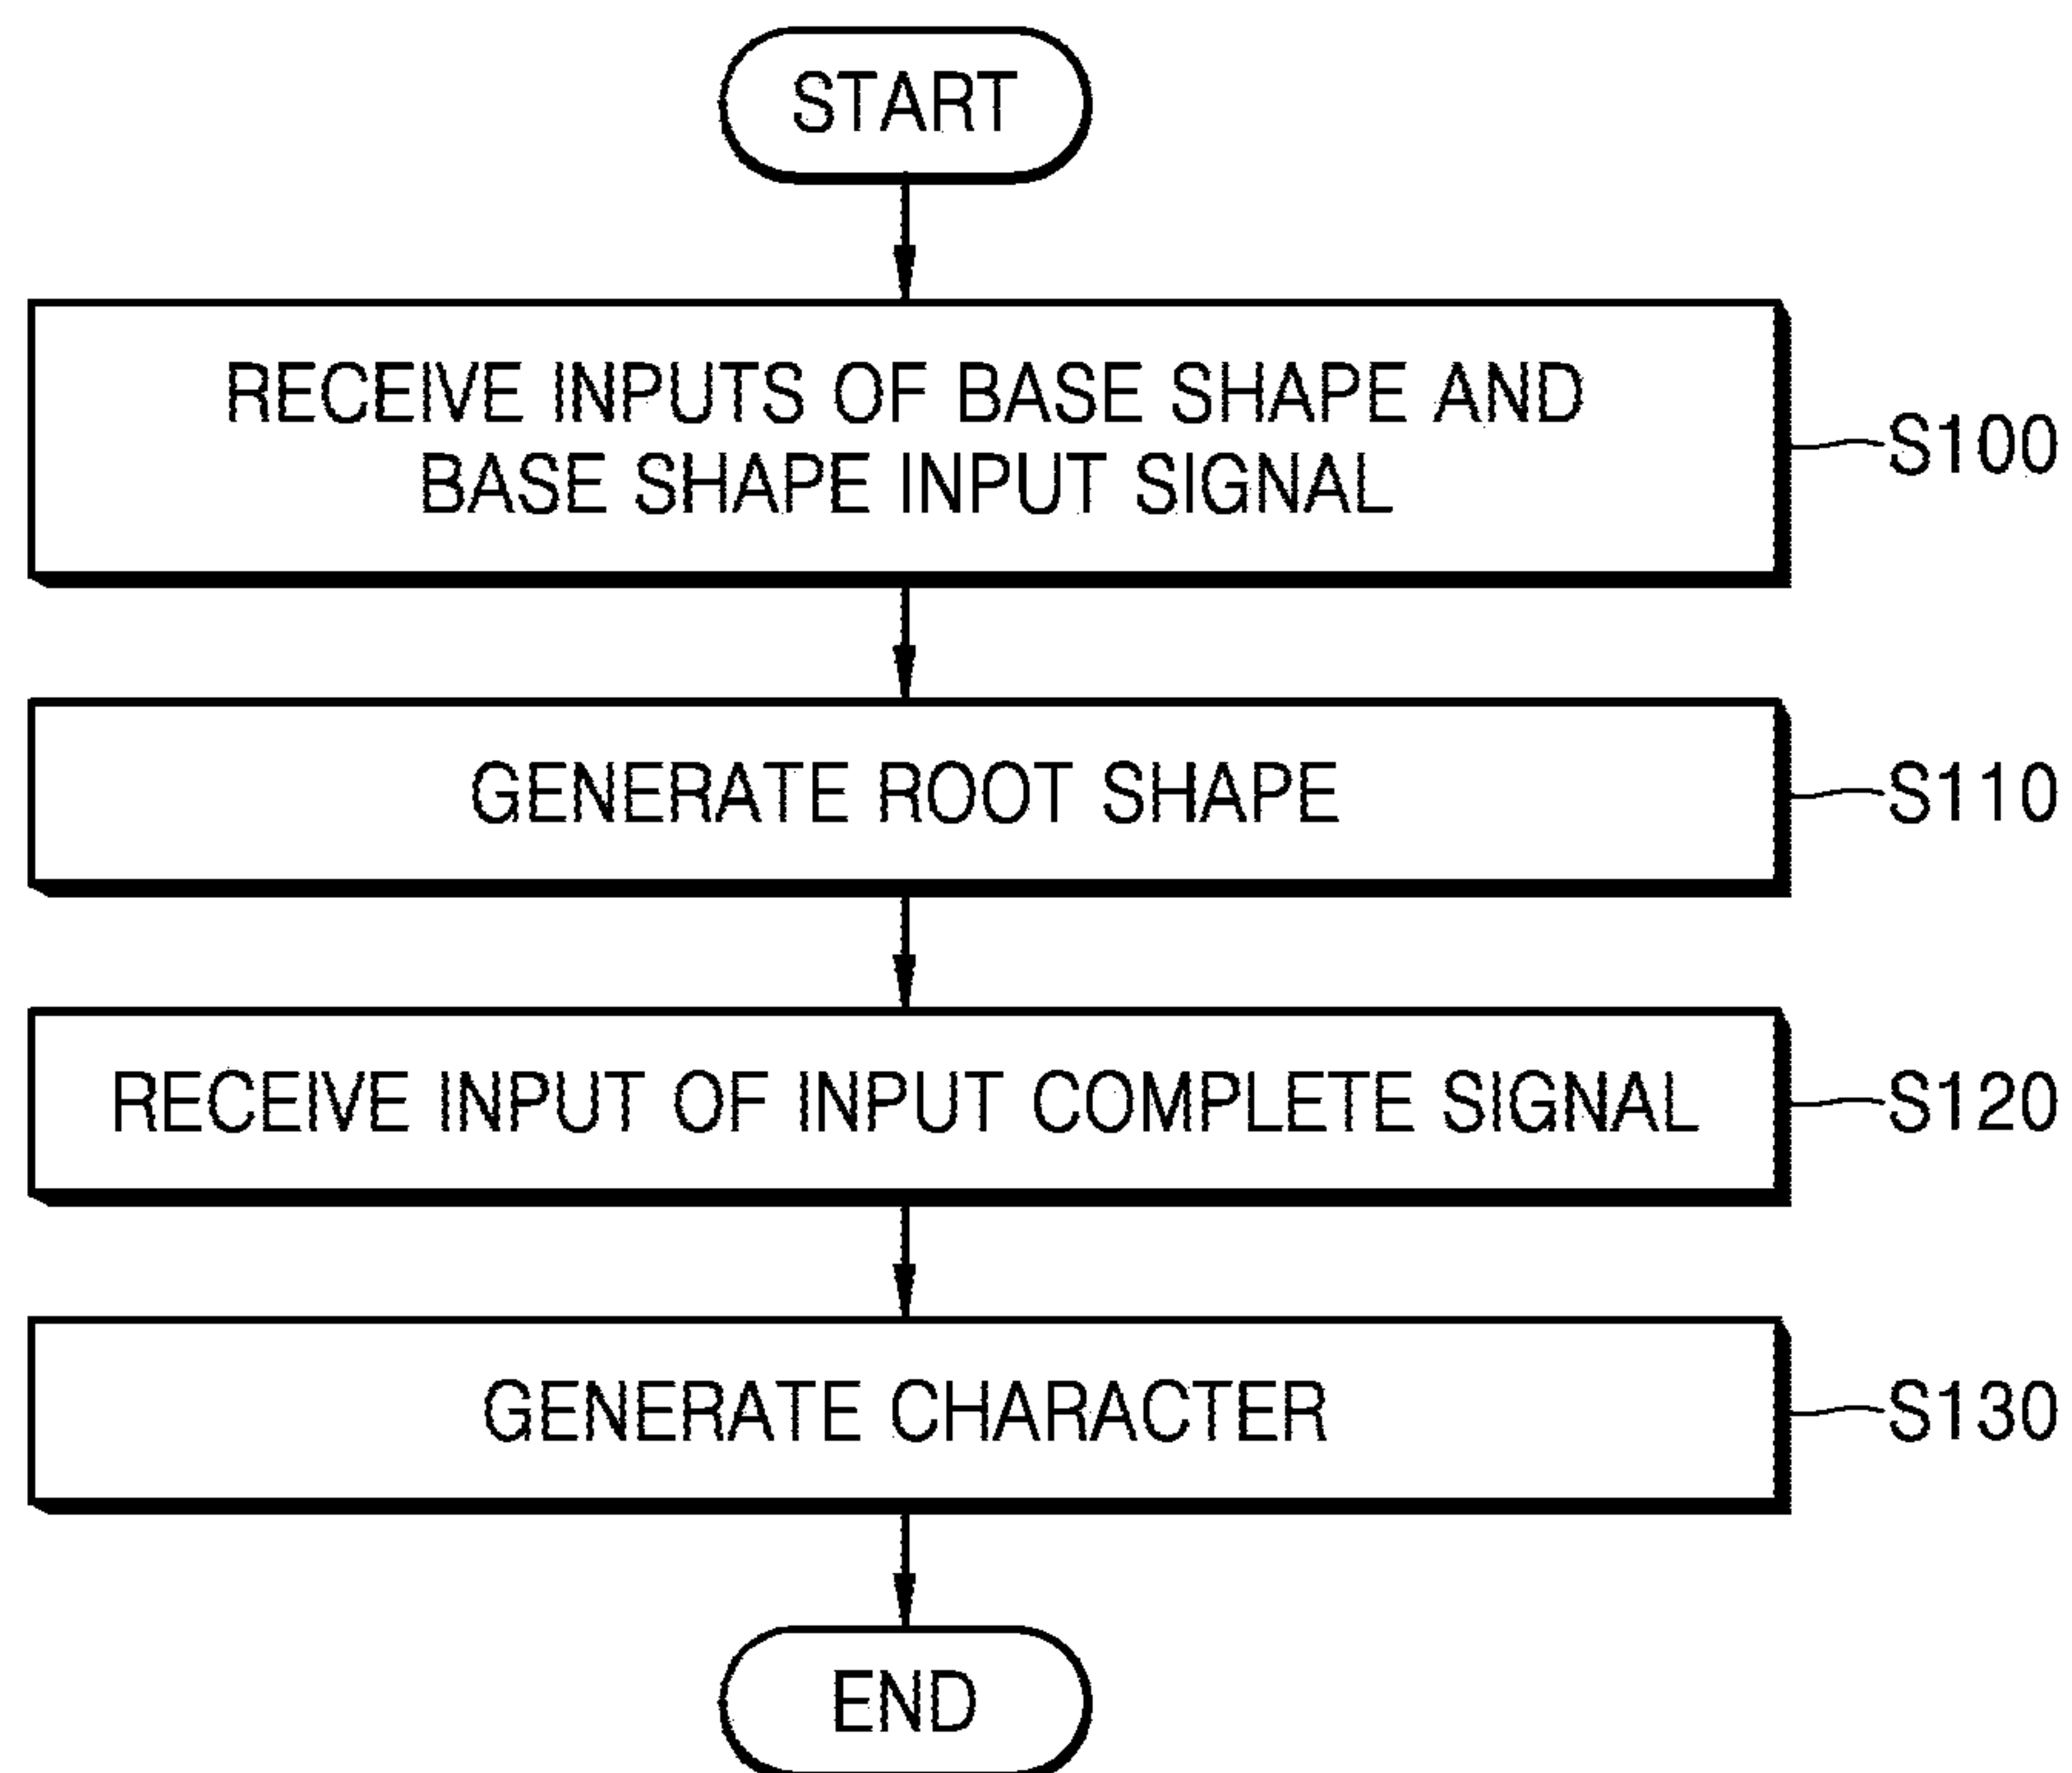 START
RECEIVE INPUTS OF BASE SHAPE AND
BASE SHAPE INPUT SIGNAL
S100
GENERATE ROOT SHAPE
S110
RECEIVE INPUT OF INPUT COMPLETE SIGNAL
S120
GENERATE CHARACTER
S130
END